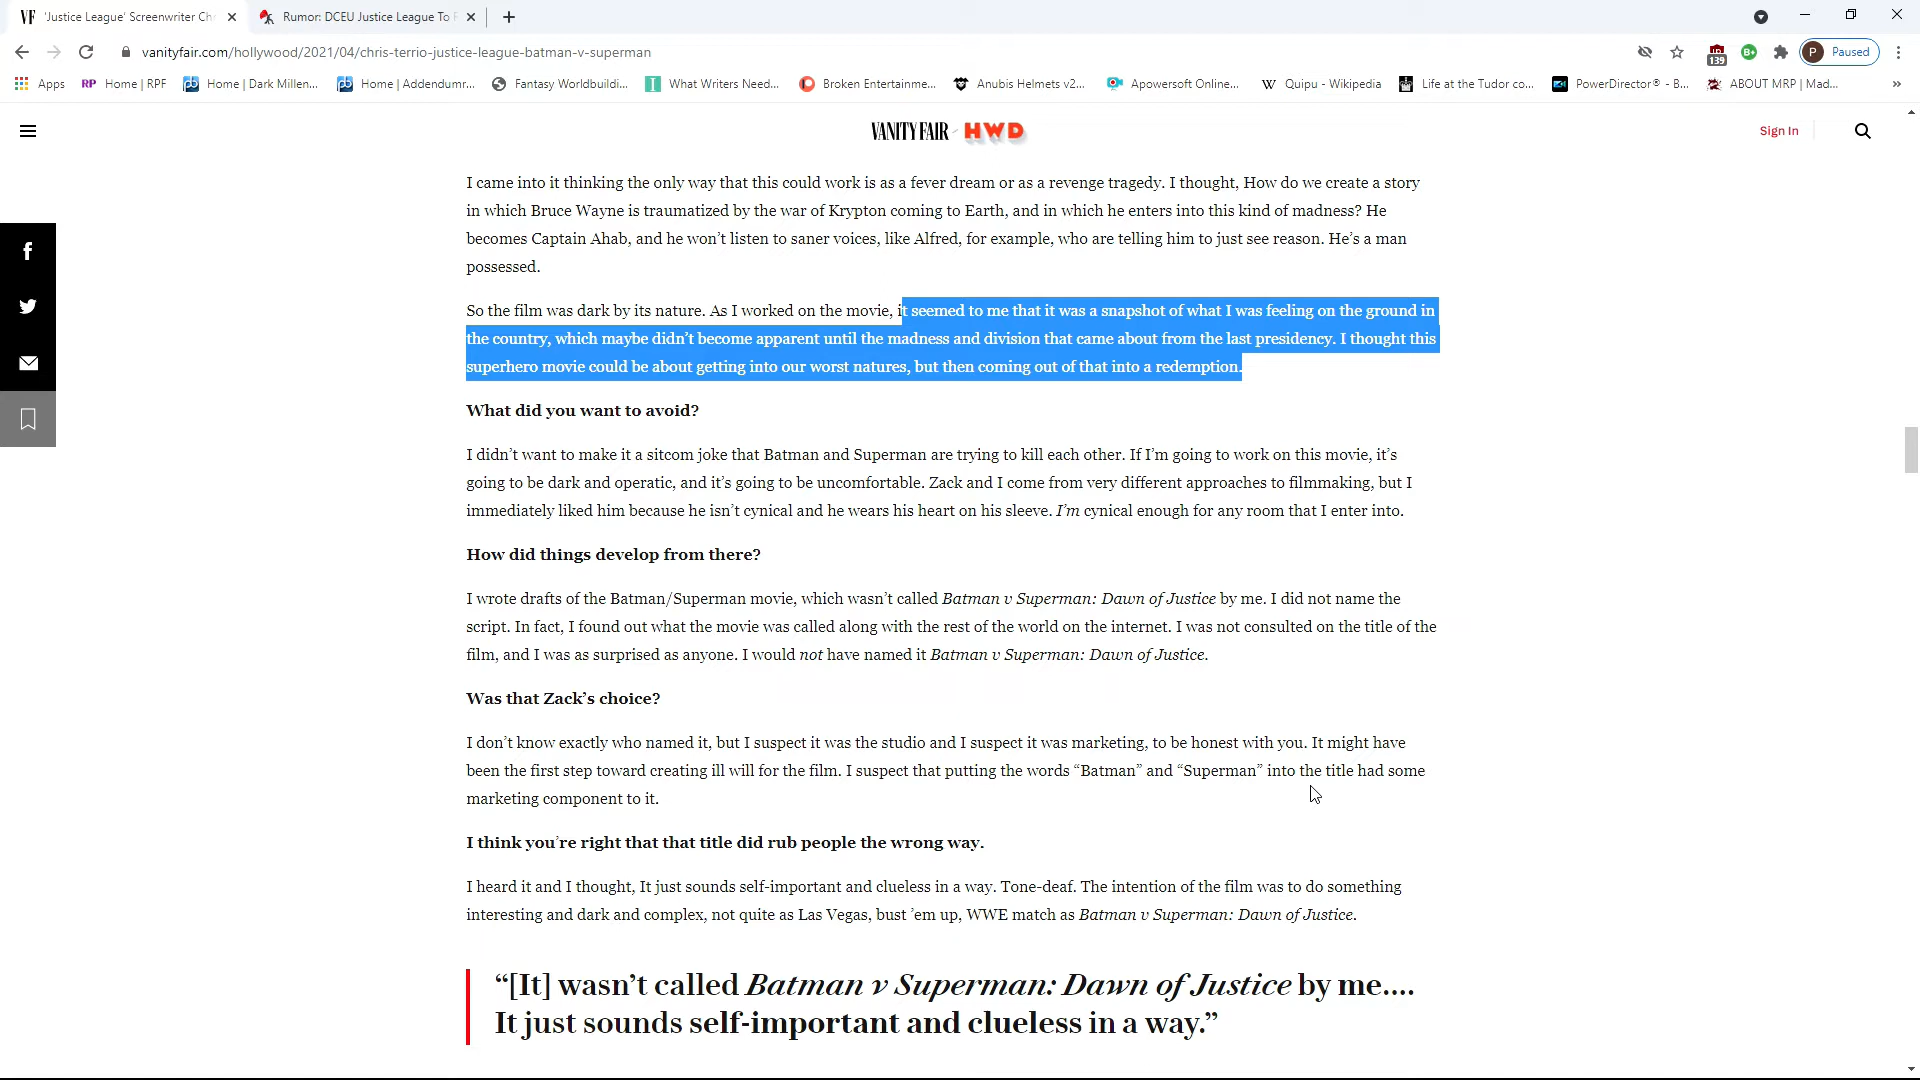 'Justice League' Screenwriter Ch
Rumor: DCEU Justice League To
vanityfair.com/hollywood/2021/04/chris-terrio-justice-league-batman-v-superman
139
B+
P Paused
Apps
RP Home | RPF
pb Home | Dark Millen...
pb Home | Addendumr...
Fantasy Worldbuildi...
What Writers Need...
Broken Entertainme...
Anubis Helmets v2...
Apowersoft Online...
W Quipu - Wikipedia
Life at the Tudor co...
PowerDirector® - B...
ABOUT MRP | Mad...
»
VANITY FAIR HWD
Sign In
I came into it thinking the only way that this could work is as a fever dream or as a revenge tragedy. I thought, How do we create a story
in which Bruce Wayne is traumatized by the war of Krypton coming to Earth, and in which he enters into this kind of madness? He
becomes Captain Ahab, and he won’t listen to saner voices, like Alfred, for example, who are telling him to just see reason. He’s a man
possessed.
So the film was dark by its nature. As I worked on the movie, it seemed to me that it was a snapshot of what I was feeling on the ground in
the country, which maybe didn’t become apparent until the madness and division that came about from the last presidency. I thought this
superhero movie could be about getting into our worst natures, but then coming out of that into a redemption.
What did you want to avoid?
I didn’t want to make it a sitcom joke that Batman and Superman are trying to kill each other. If I’m going to work on this movie, it’s
going to be dark and operatic, and it’s going to be uncomfortable. Zack and I come from very different approaches to filmmaking, but I
immediately liked him because he isn’t cynical and he wears his heart on his sleeve. I’m cynical enough for any room that I enter into.
How did things develop from there?
I wrote drafts of the Batman/Superman movie, which wasn’t called Batman v Superman: Dawn of Justice by me. I did not name the
script. In fact, I found out what the movie was called along with the rest of the world on the internet. I was not consulted on the title of the
film, and I was as surprised as anyone. I would not have named it Batman v Superman: Dawn of Justice.
Was that Zack’s choice?
I don’t know exactly who named it, but I suspect it was the studio and I suspect it was marketing, to be honest with you. It might have
been the first step toward creating ill will for the film. I suspect that putting the words “Batman” and “Superman” into the title had some
marketing component to it.
I think you’re right that that title did rub people the wrong way.
I heard it and I thought, It just sounds self-important and clueless in a way. Tone-deaf. The intention of the film was to do something
interesting and dark and complex, not quite as Las Vegas, bust ’em up, WWE match as Batman v Superman: Dawn of Justice.
“[It] wasn’t called Batman v Superman: Dawn of Justice by me....
It just sounds self-important and clueless in a way.”